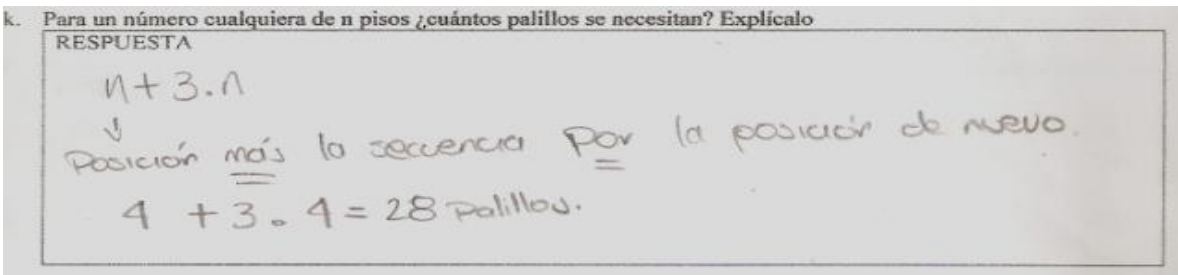 k. Para un número cualquiera de n pisos ¿cuántos palillos se necesitan? Explícalo
RESPUESTA
n + 3.n
↓
Posición más la secuencia Por la posición de nuevo.
4 + 3 . 4 = 28 Palillos.